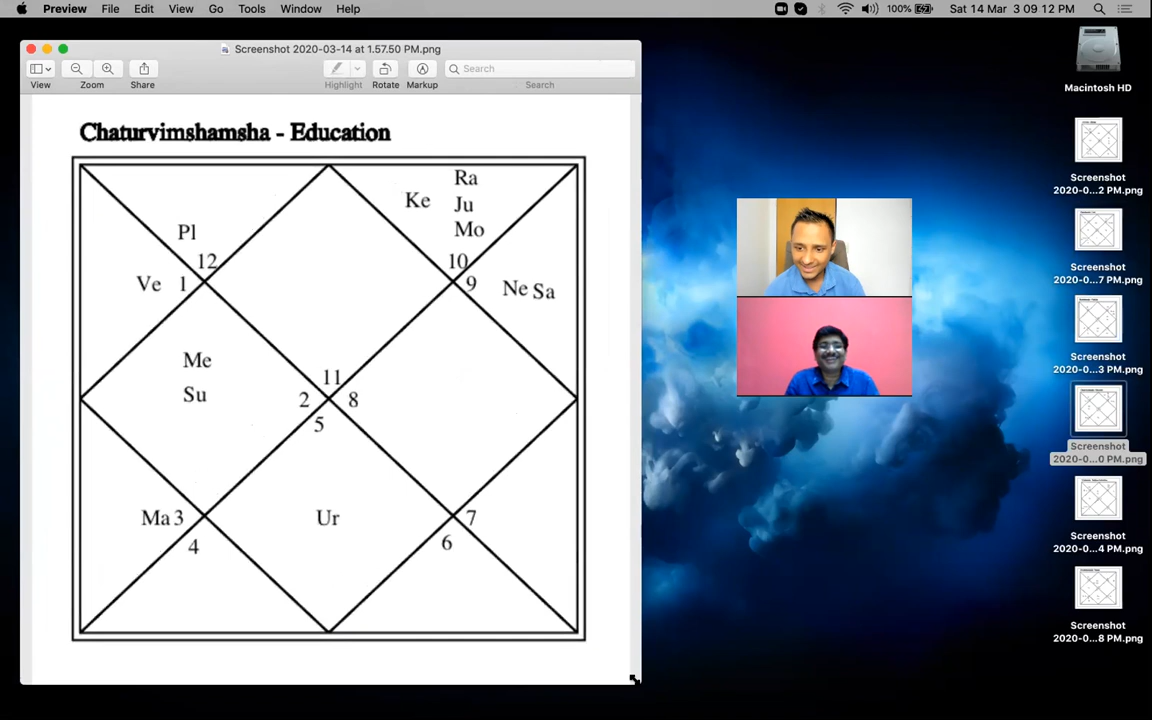 Preview File Edit View Go Tools Window Help 100% Sat 14 Mar 3 09 12 PM
Screenshot 2020-03-14 at 1.57.50 PM.png
Search
View Zoom Share Highlight Rotate Markup Search
Chaturvimshamsha - Education
Ra
Ke
Ju
Mo
Pl
12
10
Ve 1
9
Ne Sa
Me
Su
11
2
8
5
Ma 3
4
Ur
7
6
Macintosh HD
Screenshot
2020-0...2 PM.png
Screenshot
2020-0...7 PM.png
Screenshot
2020-0...3 PM.png
Screenshot
2020-0...0 PM.png
Screenshot
2020-0...4 PM.png
Screenshot
2020-0...8 PM.png